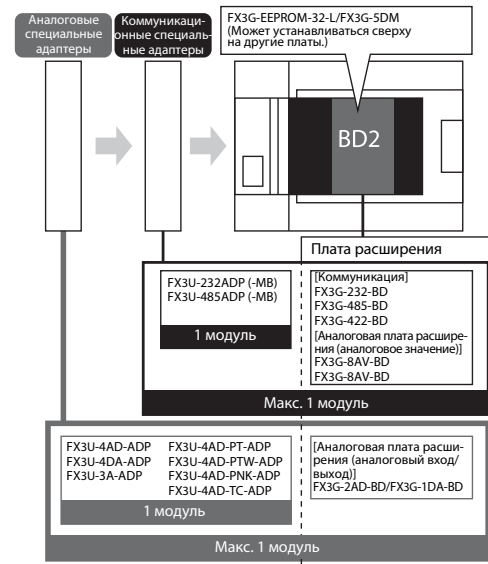 Аналоговые
специальные
адаптеры
Коммуникаци-
онные специаль-
ные адаптеры
FX3G-EEPROM-32-L/FX3G-5DM
(Может устанавливаться сверху
на другие платы.)
BD2
Плата расширения
FX3U-232ADP (-MB)
FX3U-485ADP (-MB)
1 модуль
[Коммуникация]
FX3G-232-BD
FX3G-485-BD
FX3G-422-BD
[Аналоговая плата расшире-
ния (аналоговое значение)]
FX3G-8AV-BD
FX3G-8AV-BD
Макс. 1 модуль
FX3U-4AD-ADP
FX3U-4DA-ADP
FX3U-3A-ADP
FX3U-4AD-PT-ADP
FX3U-4AD-PTW-ADP
FX3U-4AD-PNK-ADP
FX3U-4AD-TC-ADP
1 модуль
[Аналоговая плата расши-
рения (аналоговый вход/
выход)]
FX3G-2AD-BD/FX3G-1DA-BD
Макс. 1 модуль